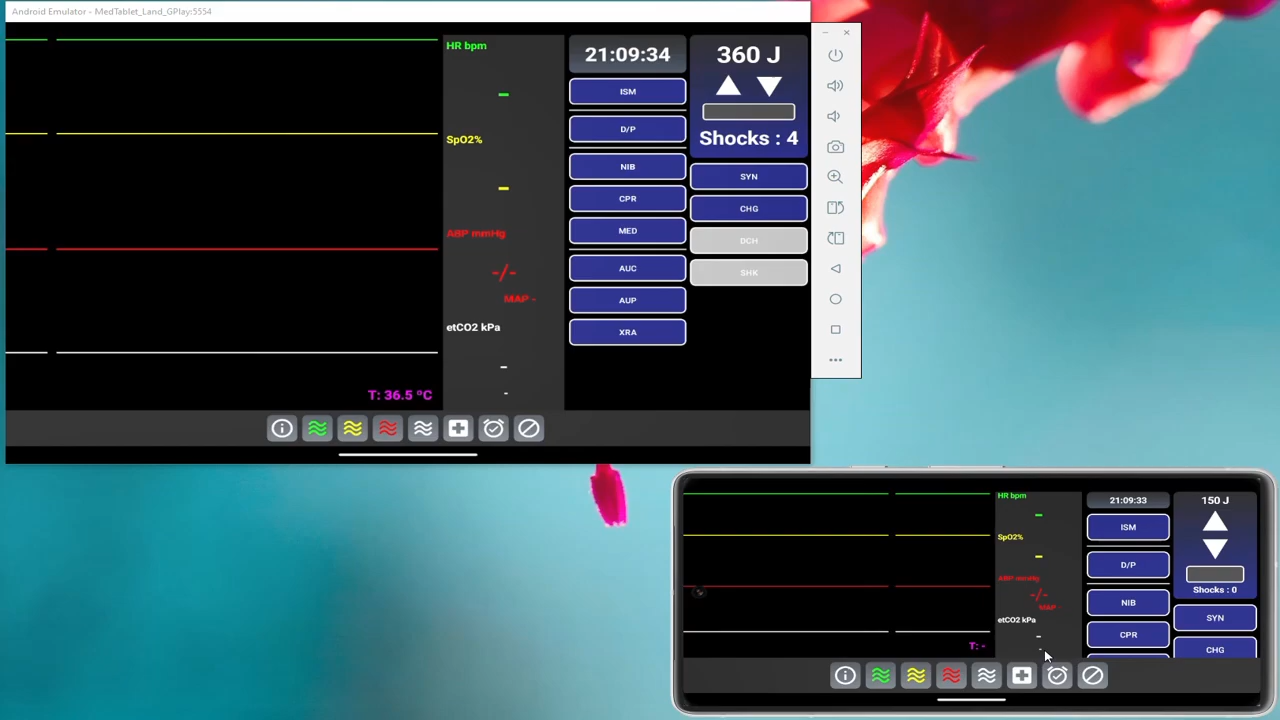 Android Emulator - MedTablet_Land_GPlay:5554
HR bpm
-
SpO2%
-
ABP mmHg
-/-
MAP -
etCO2 kPa
-
-
T: 36.5 ºC
21:09:34
ISM
D/P
NIB
CPR
MED
AUC
AUP
XRA
360 J
Shocks : 4
SYN
CHG
DCH
SHK
HR bpm
-
SpO2%
-
ABP mmHg
-/-
MAP -
etCO2 kPa
-
-
T: -
21:09:33
ISM
D/P
NIB
CPR
150 J
Shocks : 0
SYN
CHG